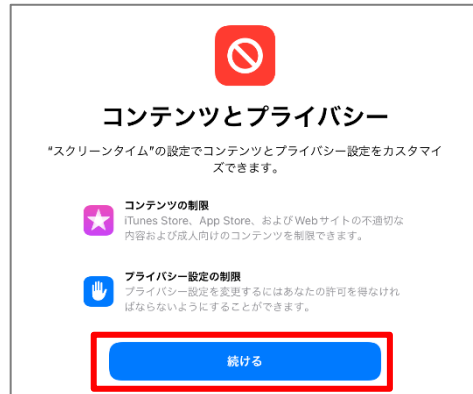 コンテンツとプライバシー
“スクリーンタイム”の設定でコンテンツとプライバシー設定をカスタマイ
ズできます。
コンテンツの制限
iTunes Store、App Store、およびWebサイトの不適切な
内容および成人向けのコンテンツを制限できます。
プライバシー設定の制限
プライバシー設定を変更するにはあなたの許可を得なけれ
ばならないようにすることができます。
続ける